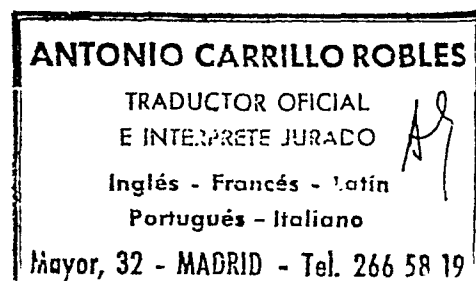 ANTONIO CARRILLO ROBLES
TRADUCTOR OFICIAL
E INTERPRETE JURADO
Inglés - Francés - Latín
Portugués - Italiano
Mayor, 32 - MADRID - Tel. 266 58 19